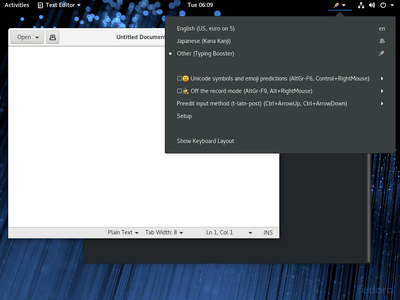 Activities Text Editor Tue 06:09
Open Untitled Document
English (US, euro on 5) en
Japanese (Kana Kanji) あ
Other (Typing Booster)
Unicode symbols and emoji predictions (AltGr-F6, Control+RightMouse)
Off the record mode (AltGr-F9, Alt+RightMouse)
Preedit input method (t-latn-post) (Ctrl+ArrowUp, Ctrl+ArrowDown)
Setup
Show Keyboard Layout
Plain Text Tab Width: 8 Ln 1, Col 1 INS
fedora